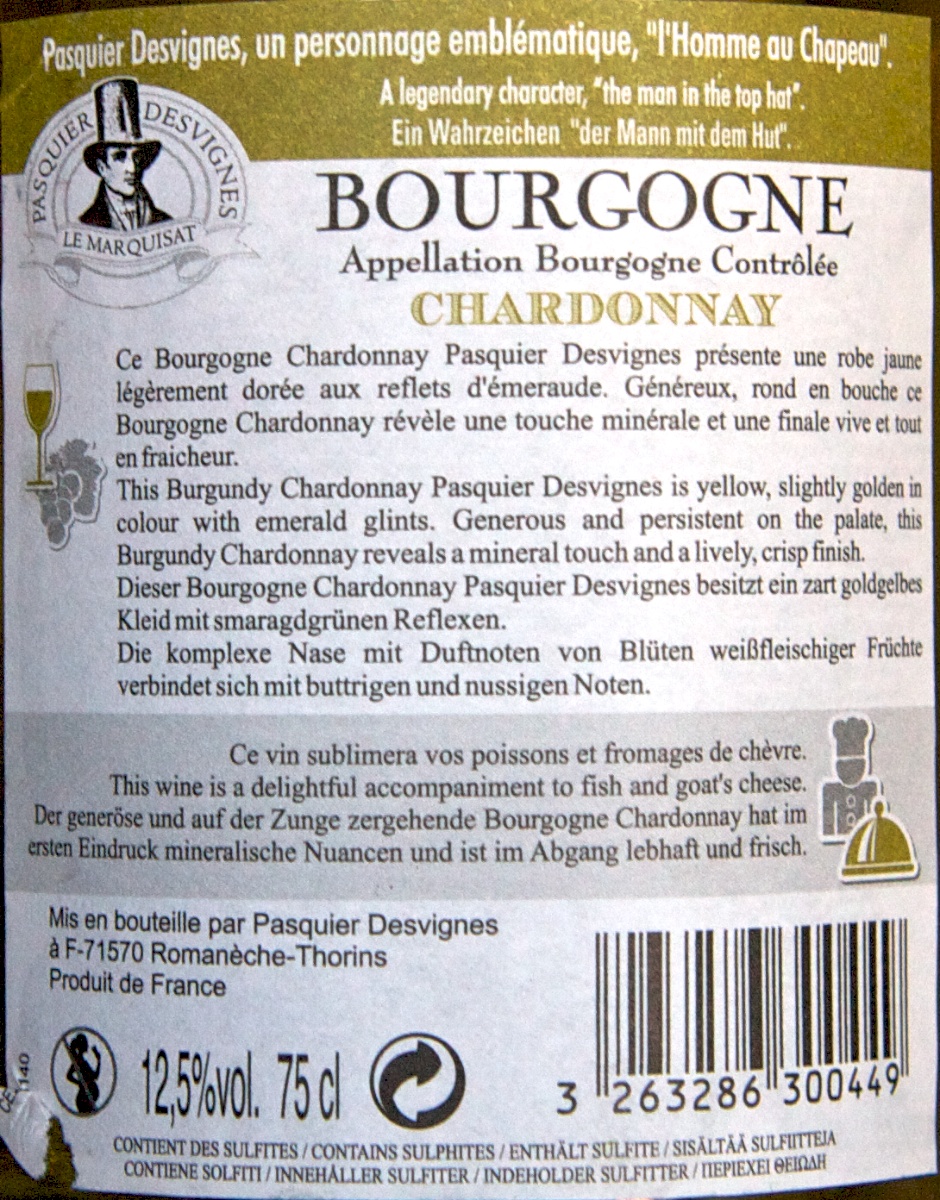 Pasquier Desvignes, un personnage emblématique, "l'Homme au Chapeau".
A legendary character, "the man in the top hat".
Ein Wahrzeichen "der Mann mit dem Hut".
PASQUIER DESVIGNES
LE MARQUISAT
BOURGOGNE
Appellation Bourgogne Contrôlée
CHARDONNAY
Ce Bourgogne Chardonnay Pasquier Desvignes présente une robe jaune
légèrement dorée aux reflets d'émeraude. Généreux, rond en bouche ce
Bourgogne Chardonnay révèle une touche minérale et une finale vive et tout
en fraicheur.
This Burgundy Chardonnay Pasquier Desvignes is yellow, slightly golden in
colour with emerald glints. Generous and persistent on the palate, this
Burgundy Chardonnay reveals a mineral touch and a lively, crisp finish.
Dieser Bourgogne Chardonnay Pasquier Desvignes besitzt ein zart goldgelbes
Kleid mit smaragdgrünen Reflexen.
Die komplexe Nase mit Duftnoten von Blüten weißfleischiger Früchte
verbindet sich mit buttrigen und nussigen Noten.
Ce vin sublimera vos poissons et fromages de chèvre.
This wine is a delightful accompaniment to fish and goat's cheese.
Der generöse und auf der Zunge zergehende Bourgogne Chardonnay hat im
ersten Eindruck mineralische Nuancen und ist im Abgang lebhaft und frisch.
Mis en bouteille par Pasquier Desvignes
à F-71570 Romanèche-Thorins
Produit de France
140
12,5%vol. 75 cl
3 263286 300449
CONTIENT DES SULFITES / CONTAINS SULPHITES / ENTHÄLT SULFITE / SISÄLTÄÄ SULFIITTEIA
CONTIENE SOLFITI / INNEHÅLLER SULFITER / INDEHOLDER SULFITTER / ΠΕΡΙΕΧΕΙ ΘΕΙΩΔΗ